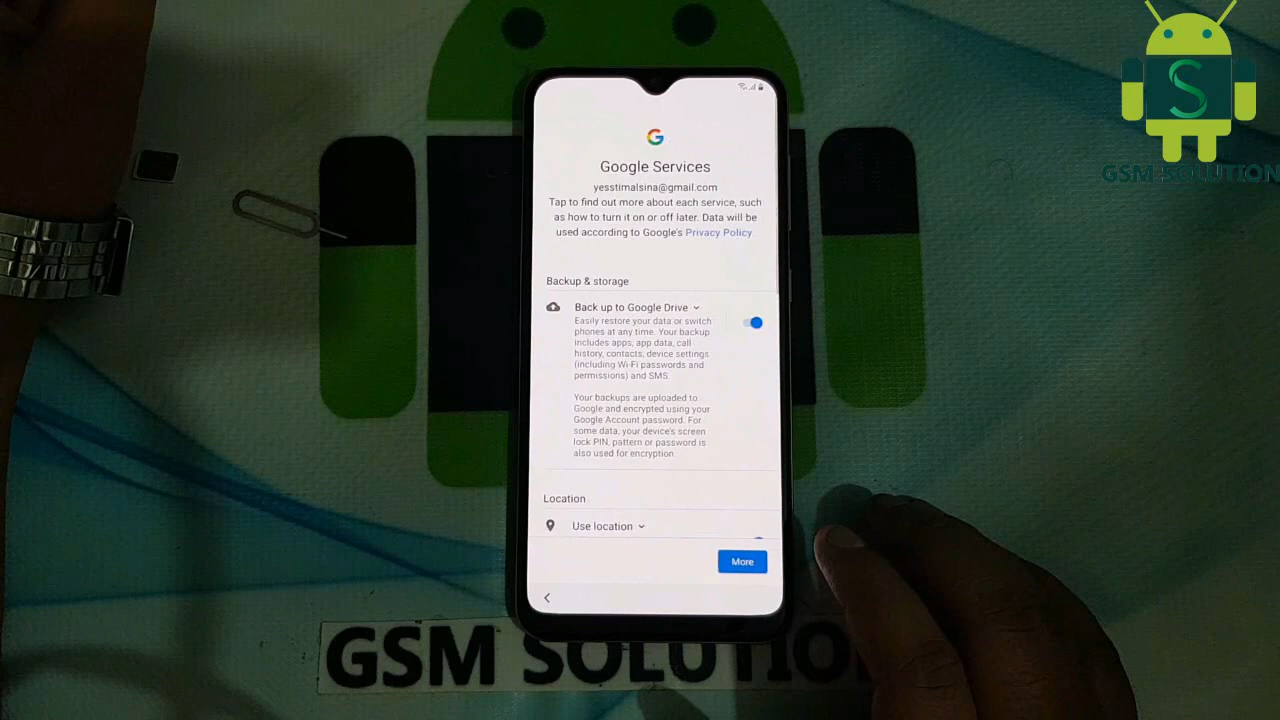 Google Services
yesstimalsina@gmail.com
Tap to find out more about each service, such
as how to turn it on or off later. Data will be
used according to Google's Privacy Policy.
Backup & storage
Back up to Google Drive
Easily restore your data or switch
phones at any time. Your backup
includes apps, app data, call
history, contacts, device settings
(including Wi-Fi passwords and
permissions) and SMS.
Your backups are uploaded to
Google and encrypted using your
Google Account password. For
some data, your device's screen
lock PIN, pattern or password is
also used for encryption.
Location
Use location
More
GSM SOLUTION
S
GSM SOLUTION